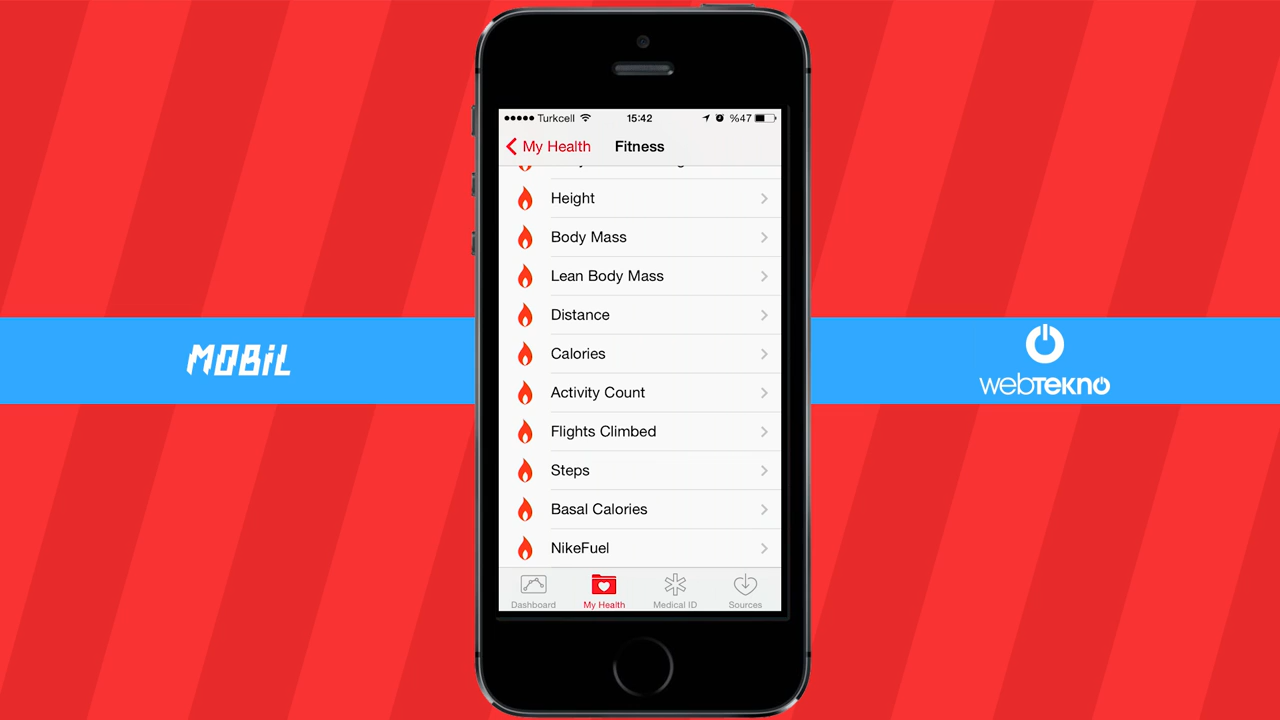 Turkcell 15:42 %47
My Health Fitness
Height
Body Mass
Lean Body Mass
Distance
Calories
Activity Count
Flights Climbed
Steps
Basal Calories
NikeFuel
Dashboard My Health Medical ID Sources
MOBİL
webTEKNO